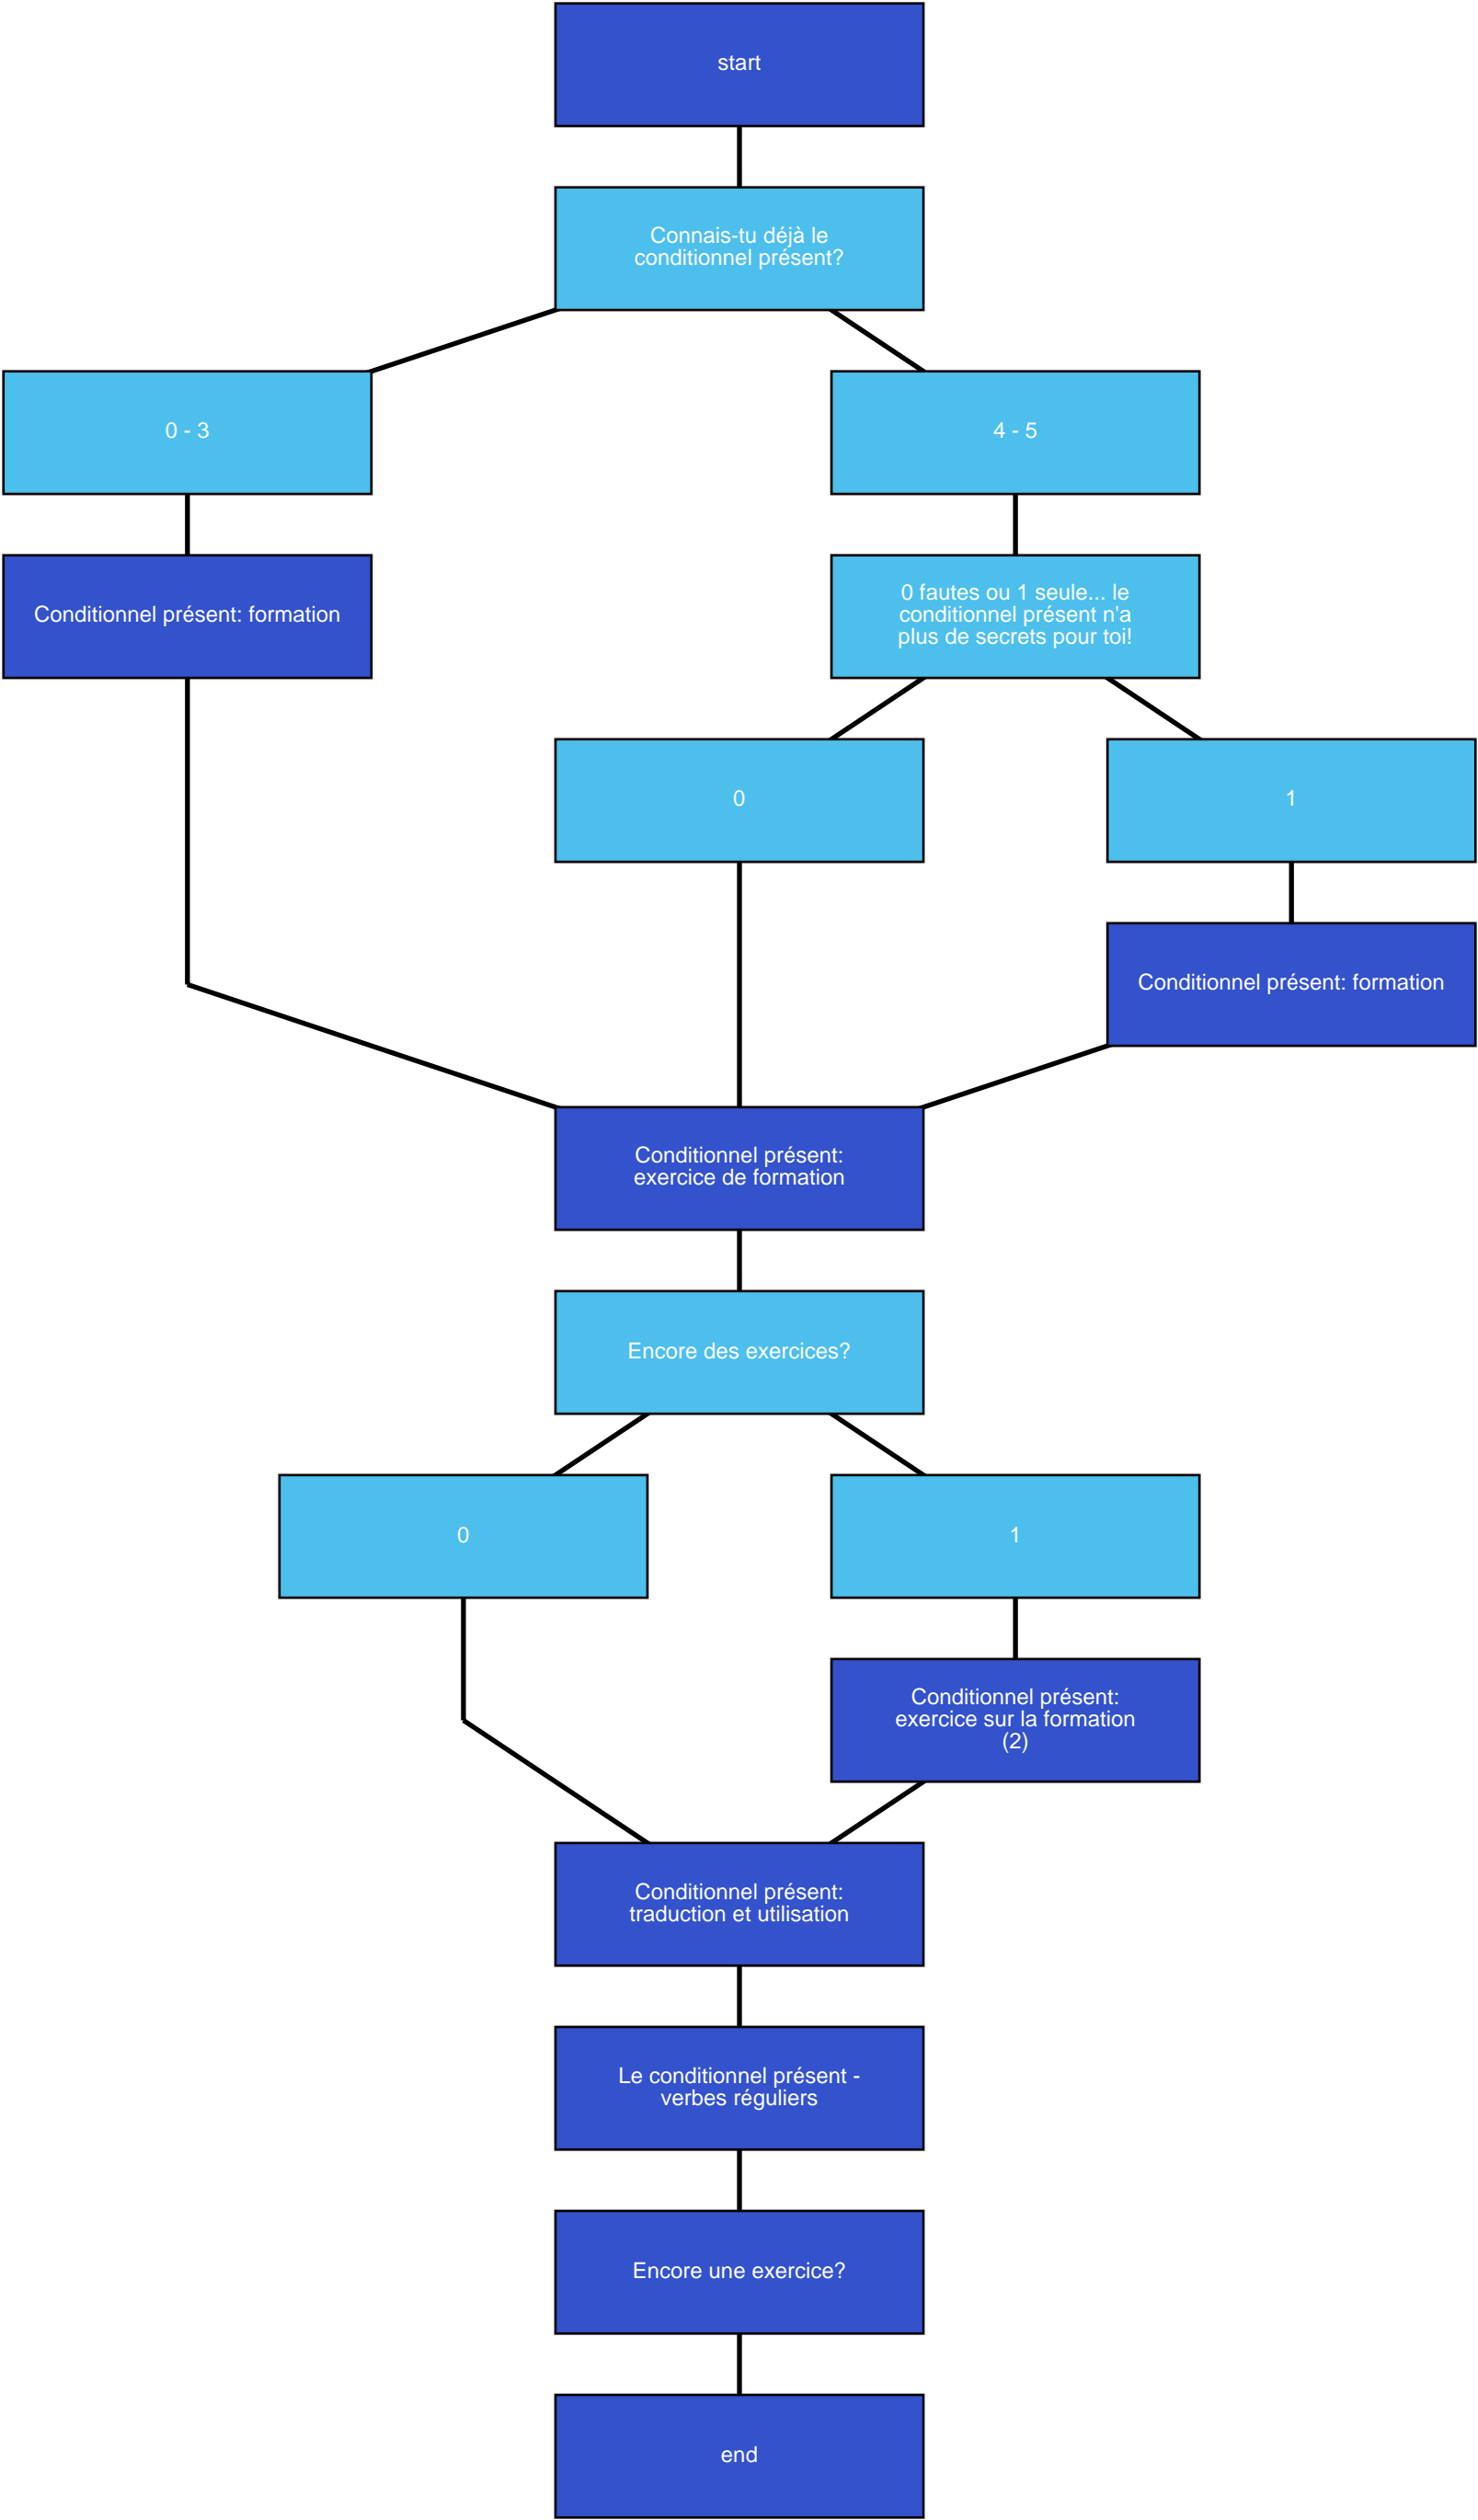 start
Connais-tu déjà le
conditionnel présent?
0 - 3
4 - 5
Conditionnel présent: formation
0 fautes ou 1 seule... le
conditionnel présent n'a
plus de secrets pour toi!
0
1
Conditionnel présent: formation
Conditionnel présent:
exercice de formation
Encore des exercices?
0
1
Conditionnel présent:
exercice sur la formation
(2)
Conditionnel présent:
traduction et utilisation
Le conditionnel présent -
verbes réguliers
Encore une exercice?
end